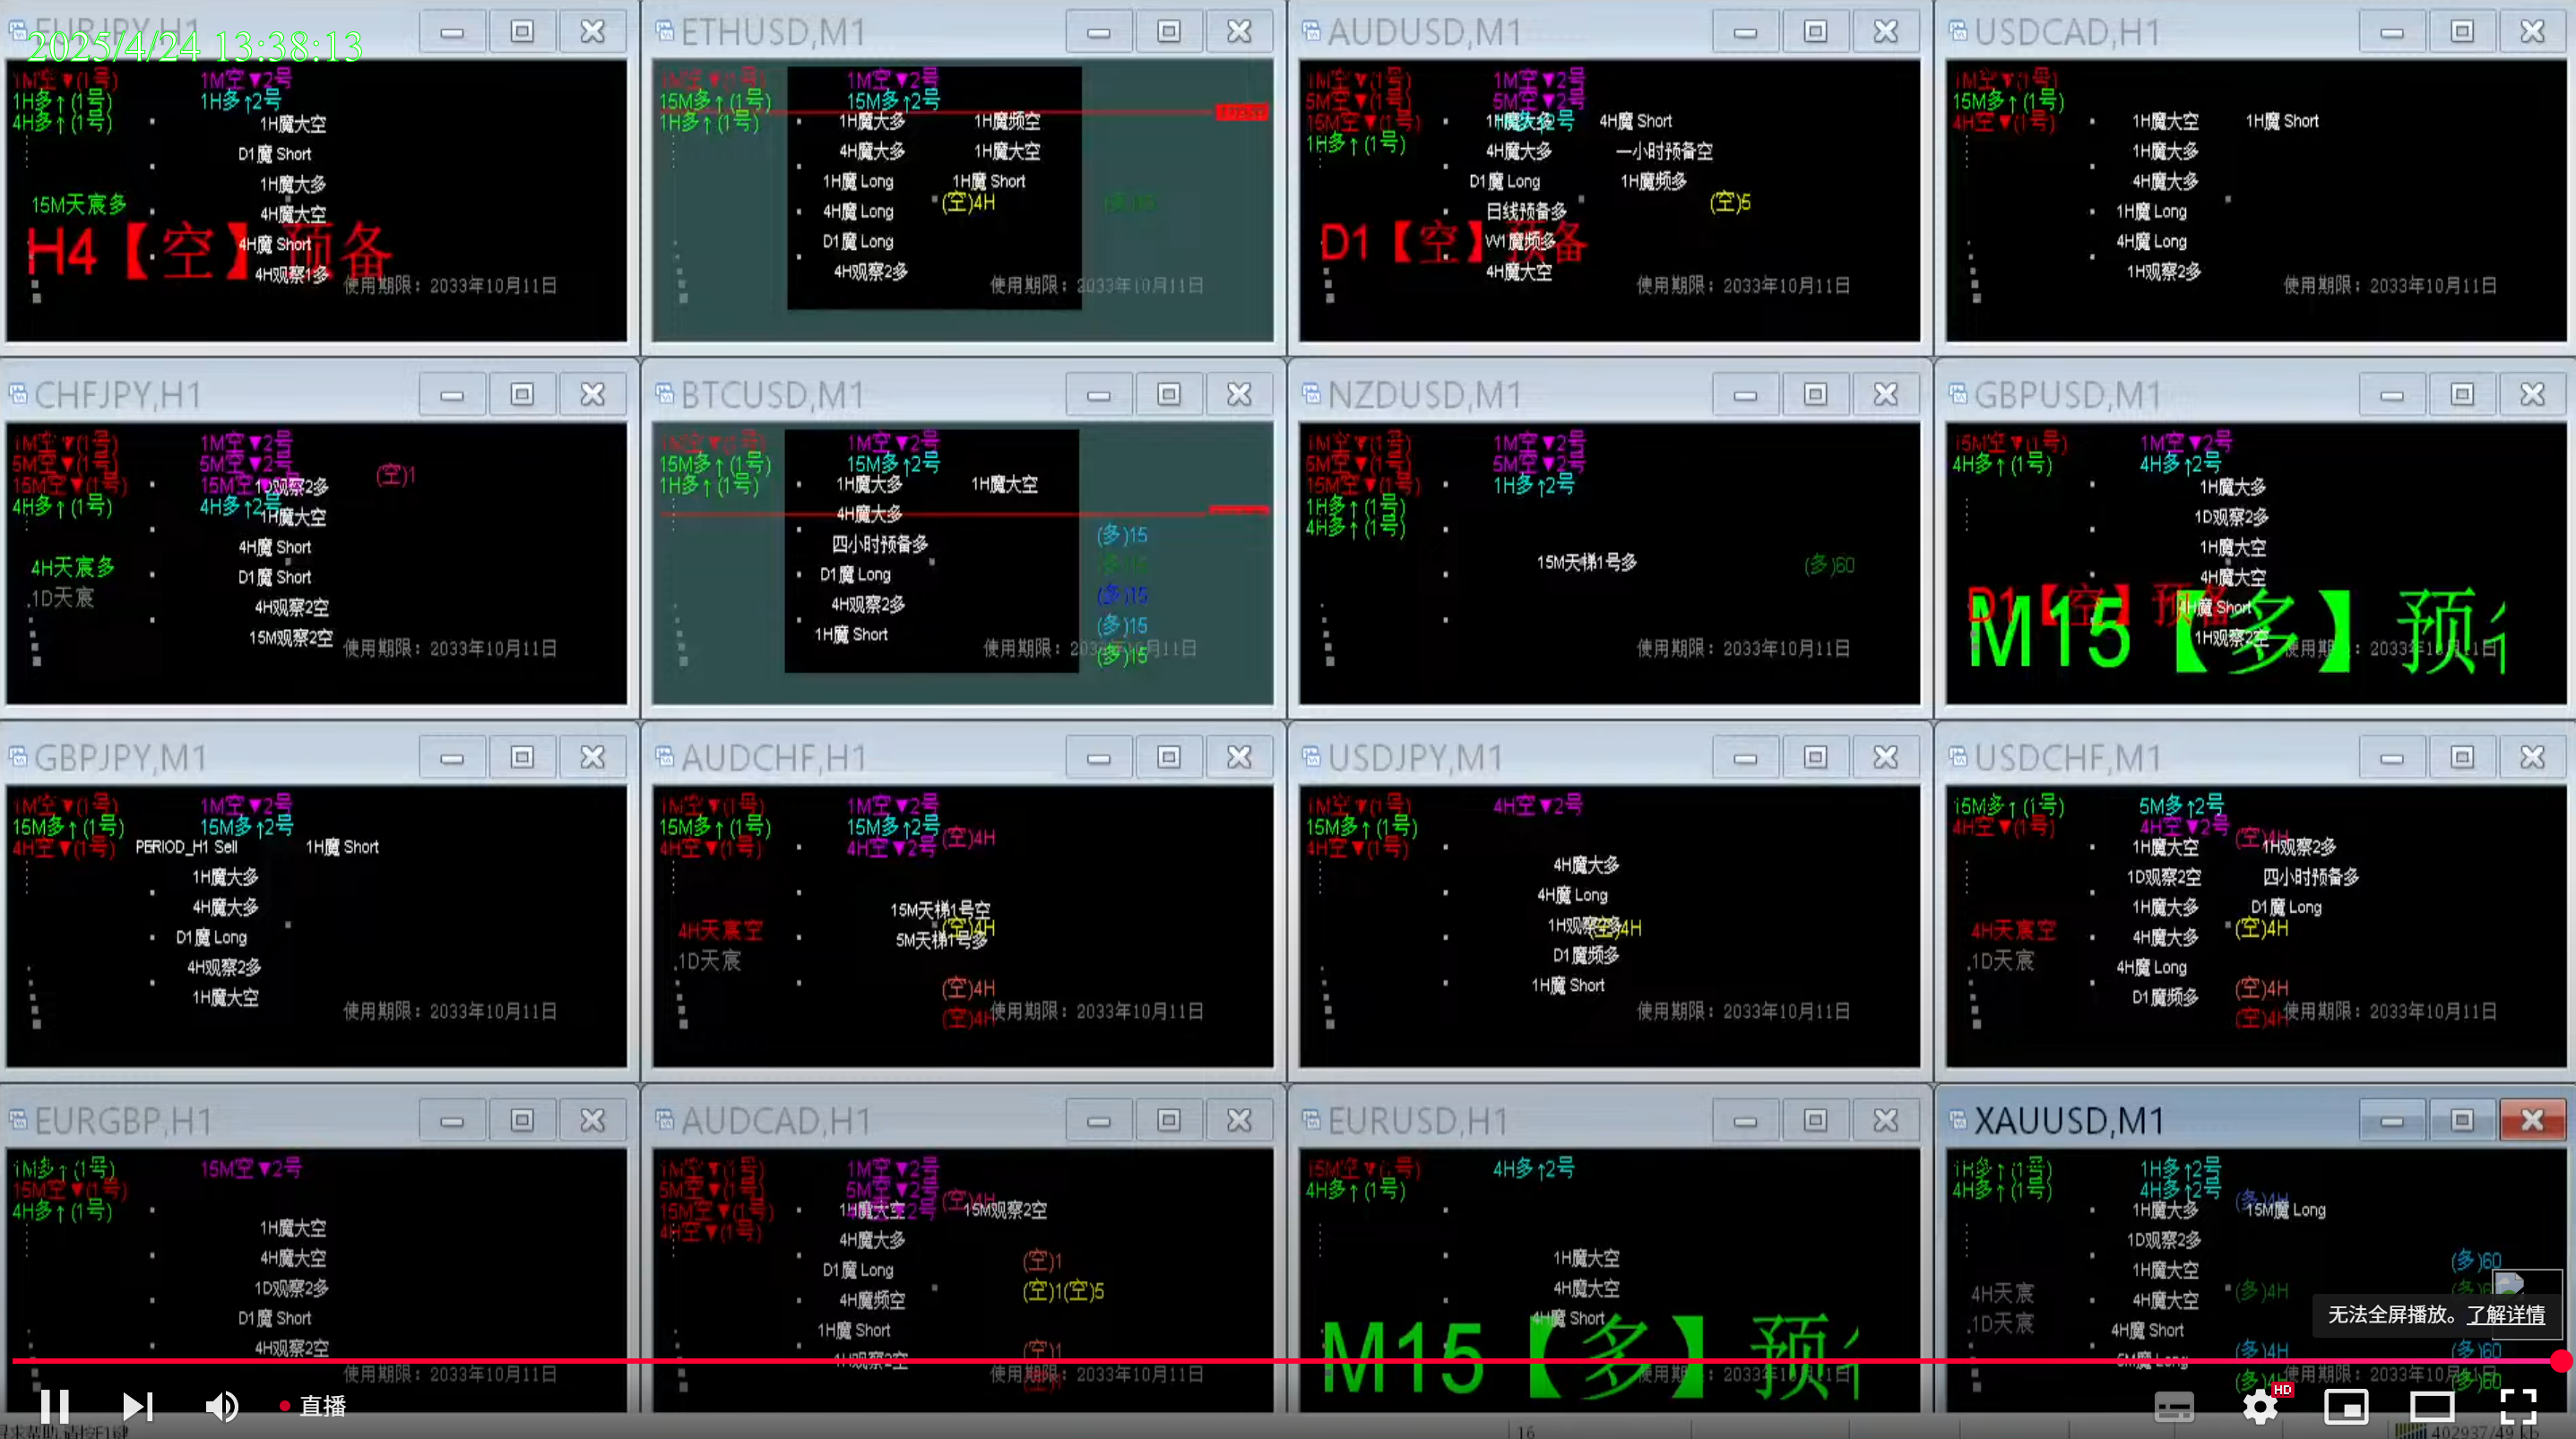 EURJPY,H1
2025/4/24 13:38:13
1M空▼(1号) 1M空▼2号
1H多↑(1号) 1H多↑2号
4H多↑(1号)
1H魔大空
D1魔 Short
1H魔大多
15M天宸多
4H魔大空
H4【空】预备
4H魔 Short
4H观察1多
使用期限：2033年10月11日
ETHUSD,M1
1M空▼(1号) 1M空▼2号
15M多↑(1号) 15M多↑2号
1H多↑(1号)
1H魔大多 1H魔频空
4H魔大多 1H魔大空
1H魔 Long 1H魔 Short
(空)4H
4H魔 Long
D1魔 Long
4H观察2多
使用期限：2033年10月11日
AUDUSD,M1
1M空▼(1号) 1M空▼2号
5M空▼(1号) 5M空▼2号
15M空▼(1号)
1H多↑(1号)
1H魔大多 4H魔 Short
4H魔大多 一小时预备空
D1魔 Long 1H魔频多
(空)5
日线预备多
D1【空】预备
W1魔频多
4H魔大空
使用期限：2033年10月11日
USDCAD,H1
1M空▼(1号)
15M多↑(1号)
4H空▼(1号)
1H魔大空 1H魔 Short
1H魔大多
4H魔大多
1H魔 Long
4H魔 Long
1H观察2多
使用期限：2033年10月11日
CHFJPY,H1
1M空▼(1号) 1M空▼2号
5M空▼(1号) 5M空▼2号
15M空▼(1号) 15M空▼2号
4H多↑(1号) 4H多↑2号
(空)1
1D观察2多
1H魔大空
4H魔 Short
4H天宸多
D1魔 Short
.1D天宸
4H观察2空
15M观察2空
使用期限：2033年10月11日
BTCUSD,M1
1M空▼(1号) 1M空▼2号
15M多↑(1号) 15M多↑2号
1H多↑(1号)
1H魔大多 1H魔大空
4H魔大多
四小时预备多
D1魔 Long
4H观察2多
1H魔 Short
(多)15
(多)15
(多)15
(多)15
(多)15
使用期限：2033年10月11日
NZDUSD,M1
1M空▼(1号) 1M空▼2号
5M空▼(1号) 5M空▼2号
15M空▼(1号) 1H多↑2号
1H多↑(1号)
4H多↑(1号)
15M天梯1号多
(多)60
使用期限：2033年10月11日
GBPUSD,M1
15M空▼(1号) 1M空▼2号
4H多↑(1号) 4H多↑2号
1H魔大多
1D观察2多
1H魔大空
4H魔大空
D1【空】预备
4H魔 Short
M15【多】预
1H观察2空
使用期限：2033年10月11日
GBPJPY,M1
1M空▼(1号) 1M空▼2号
15M多↑(1号) 15M多↑2号
4H空▼(1号)
PERIOD_H1 Sell 1H魔 Short
1H魔大多
4H魔大多
D1魔 Long
4H观察2多
1H魔大空
使用期限：2033年10月11日
AUDCHF,H1
1M空▼(1号) 1M空▼2号
15M多↑(1号) 15M多↑2号
4H空▼(1号) 4H空▼2号
(空)4H
15M天梯1号空
(空)4H
4H天宸空
5M天梯1号多
.1D天宸
(空)4H
(空)4H
使用期限：2033年10月11日
USDJPY,M1
1M空▼(1号) 4H空▼2号
15M多↑(1号)
4H空▼(1号)
4H魔大多
4H魔 Long
1H观察
(空)4H
D1魔频多
1H魔 Short
使用期限：2033年10月11日
USDCHF,M1
15M多↑(1号) 5M多↑2号
4H空▼(1号) 4H空▼2号
(空)4H
1H魔大空 1H观察2多
1D观察2空 四小时预备多
1H魔大多 D1魔 Long
4H天宸空
4H魔大多
(空)4H
.1D天宸
4H魔 Long
(空)4H
D1魔频多
(空)4H
使用期限：2033年10月11日
EURGBP,H1
1M多↑(1号) 15M空▼2号
15M空▼(1号)
4H多↑(1号)
1H魔大空
4H魔大空
1D观察2多
D1魔 Short
4H观察2空
使用期限：2033年10月11日
AUDCAD,H1
1M空▼(1号) 1M空▼2号
5M空▼(1号) 5M空▼2号
15M空▼(1号)
4H空▼(1号)
(空)4H
1H魔大空 15M观察2空
4H魔大多
D1魔 Long
(空)1
4H魔频空
(空)1(空)5
1H魔 Short
(空)1
1H观察2空
使用期限：2033年10月11日
EURUSD,H1
15M空▼(1号) 4H多↑2号
4H多↑(1号)
1H魔大空
4H魔大空
4H魔 Short
M15【多】预
使用期限：2033年10月11日
XAUUSD,M1
1H多↑(1号) 1H多↑2号
4H多↑(1号) 4H多↑2号
(多)4H
1H魔大多 15M魔 Long
1D观察2多
1H魔大空
(多)60
4H天宸
4H魔大空
(多)4H
.1D天宸
4H魔 Short
(多)4H (多)60
5M魔 Long
(多)60
使用期限：2033年10月11日
无法全屏播放。了解详情
直播
HD
16
402937/49 kb